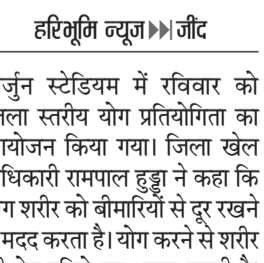 हरिभूमि न्यूज ▶▶| जींद
र्जुन स्टेडियम में रविवार को
ला स्तरीय योग प्रतियोगिता का
योजन किया गया। जिला खेल
धिकारी रामपाल हुड्डा ने कहा कि
ग शरीर को बीमारियों से दूर रखने
मदद करता है। योग करने से शरीर